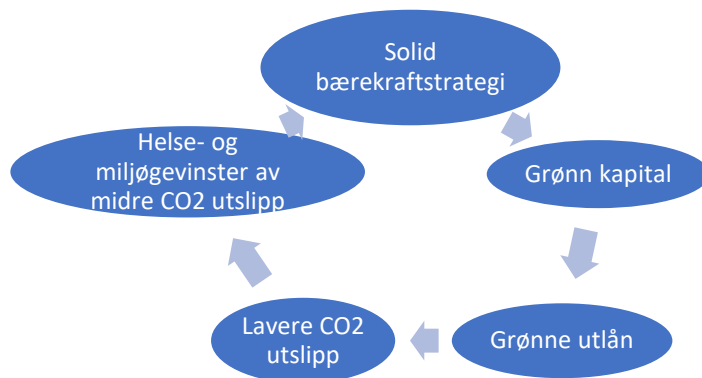 Solid
bærekraftstrategi
Grønn kapital
Grønne utlån
Lavere CO2
utslipp
Helse- og
miljøgevinster av
midre CO2 utslipp